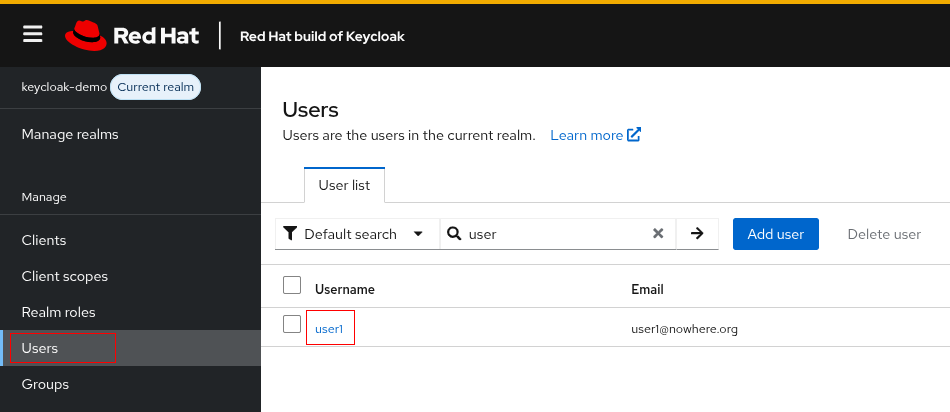 Red Hat
Red Hat build of Keycloak
keycloak-demo Current realm
Manage realms
Manage
Clients
Client scopes
Realm roles
Users
Groups
Users
Users are the users in the current realm. Learn more
User list
Default search user Add user Delete user
Username Email
user1 user1@nowhere.org